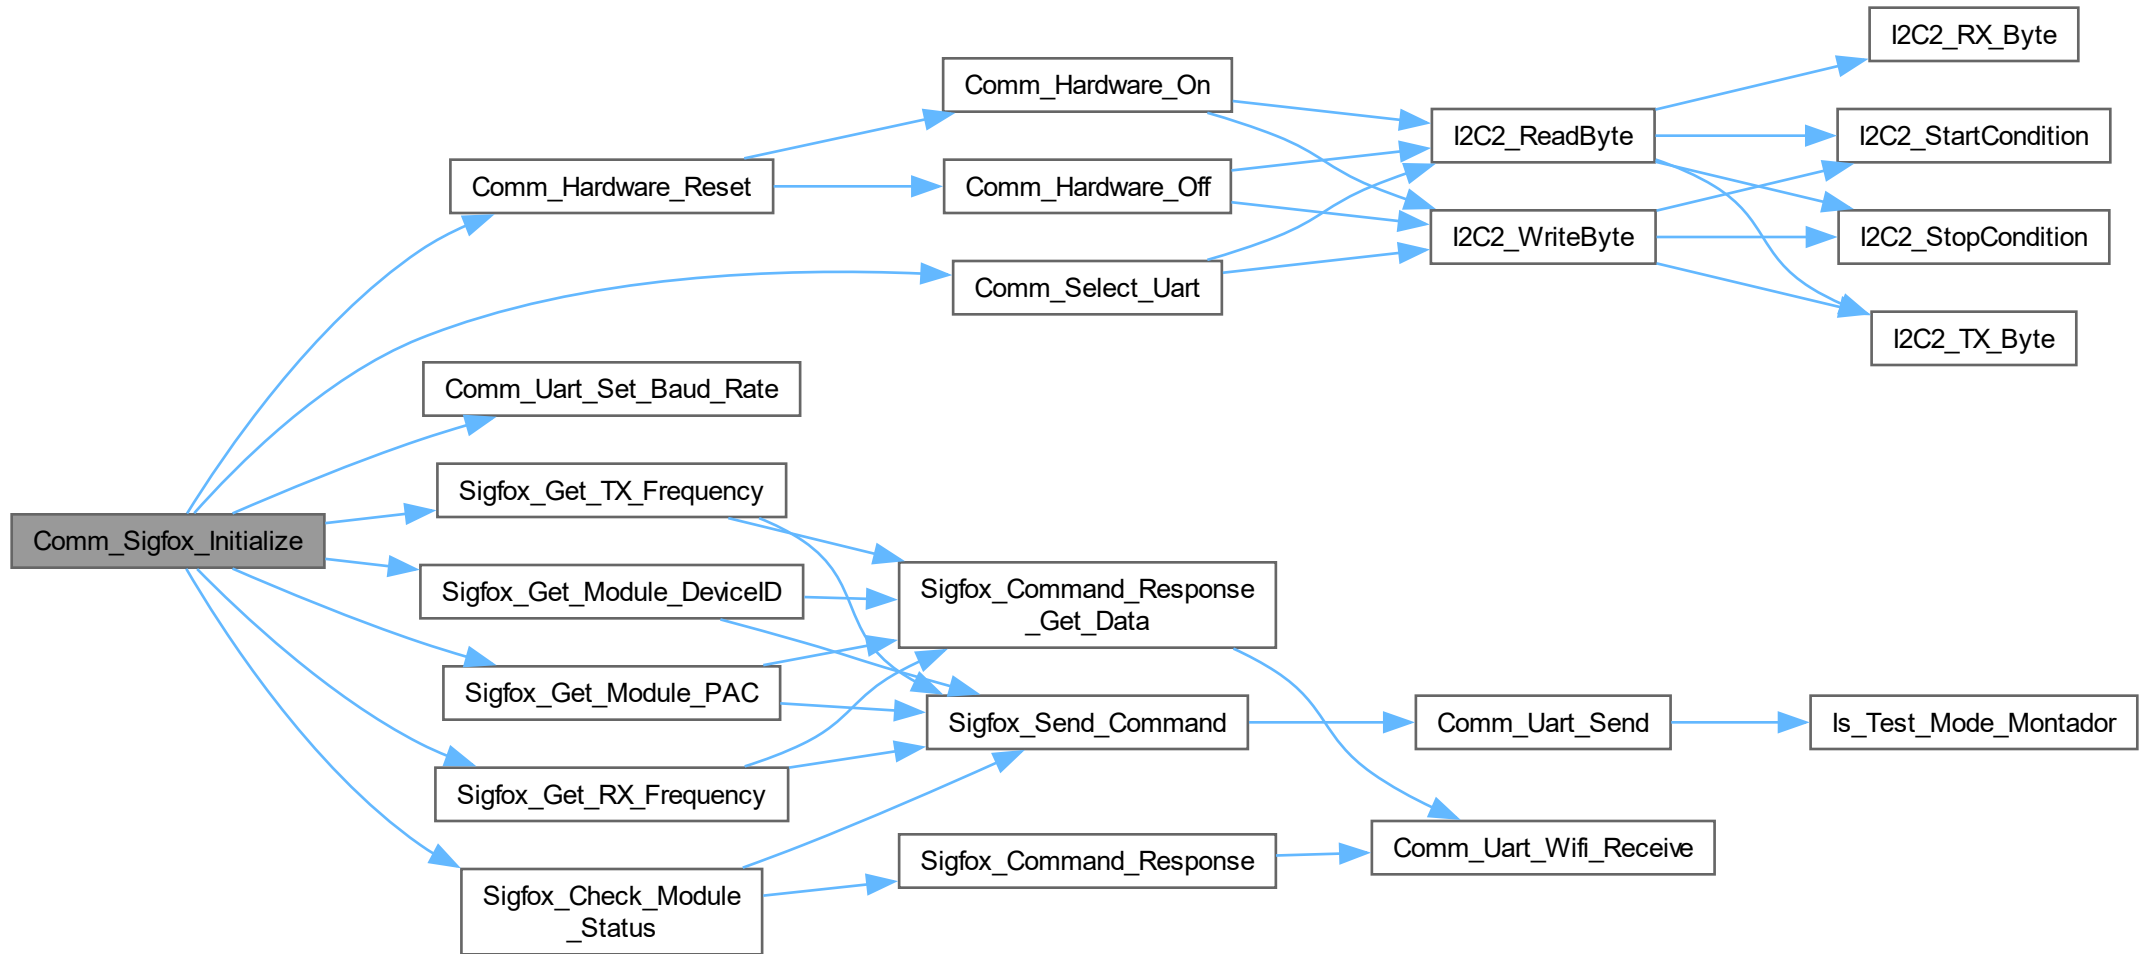 Comm_Sigfox_Initialize
Comm_Hardware_Reset
Comm_Hardware_On
Comm_Hardware_Off
Comm_Select_Uart
I2C2_ReadByte
I2C2_WriteByte
I2C2_RX_Byte
I2C2_StartCondition
I2C2_StopCondition
I2C2_TX_Byte
Comm_Uart_Set_Baud_Rate
Sigfox_Get_TX_Frequency
Sigfox_Get_Module_DeviceID
Sigfox_Get_Module_PAC
Sigfox_Get_RX_Frequency
Sigfox_Check_Module
_Status
Sigfox_Command_Response
_Get_Data
Sigfox_Send_Command
Sigfox_Command_Response
Comm_Uart_Send
Comm_Uart_Wifi_Receive
Is_Test_Mode_Montador